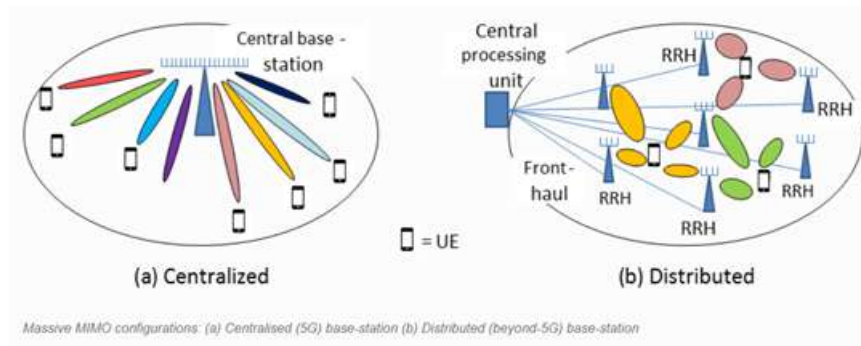 Central base -
station
(a) Centralized
Central
processing
unit
RRH
RRH
Front-
haul
RRH
RRH
RRH
= UE
(b) Distributed
Massive MIMO configurations: (a) Centralised (5G) base-station (b) Distributed (beyond-5G) base-station